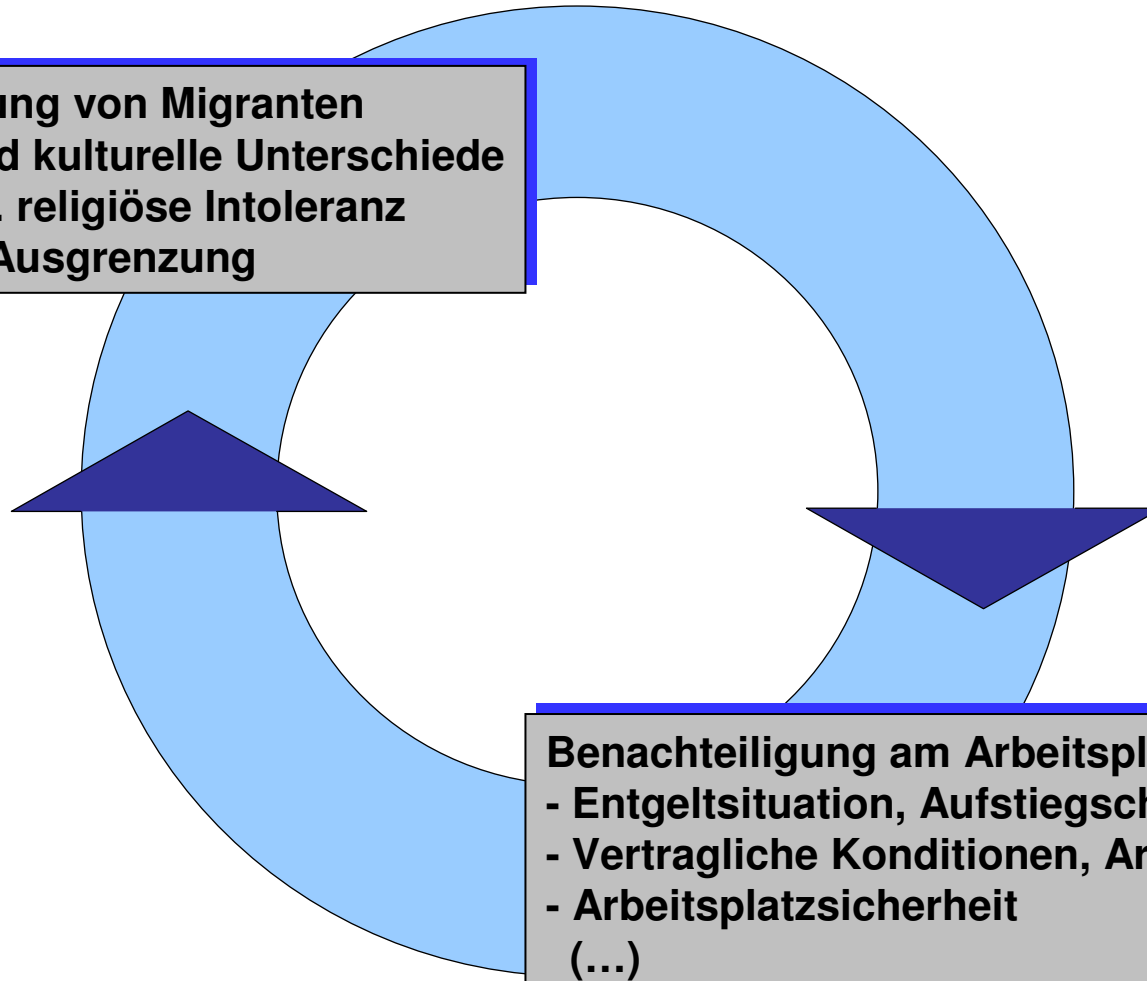 ung von Migranten
d kulturelle Unterschiede
. religiöse Intoleranz
Ausgrenzung
Benachteiligung am Arbeitspl
- Entgeltsituation, Aufstiegsch
- Vertragliche Konditionen, Ar
- Arbeitsplatzsicherheit
(...)